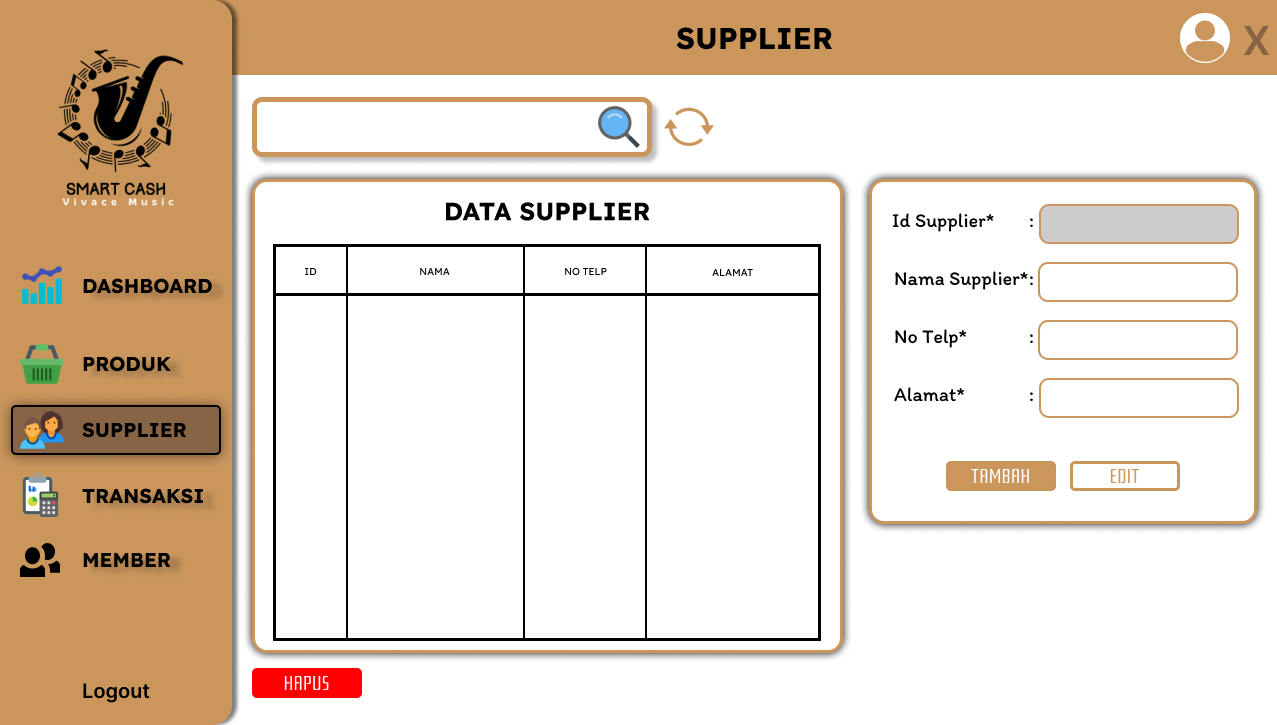 SUPPLIER
X
SMART CASH
Vivace Music
DASHBOARD
PRODUK
SUPPLIER
TRANSAKSI
MEMBER
Logout
DATA SUPPLIER
ID NAMA NO TELP ALAMAT
Id Supplier* :
Nama Supplier*:
No Telp* :
Alamat* :
TAMBAH EDIT
HAPUS